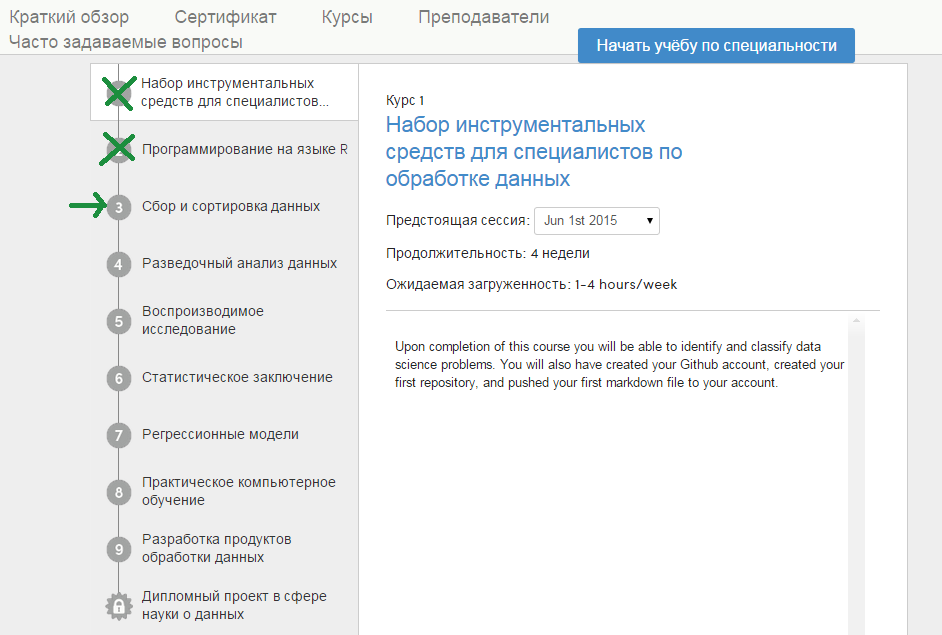 Краткий обзор Сертификат Курсы Преподаватели
Часто задаваемые вопросы
Начать учёбу по специальности
Набор инструментальных
средств для специалистов...
Программирование на языке R
3 Сбор и сортировка данных
4 Разведочный анализ данных
5 Воспроизводимое
исследование
6 Статистическое заключение
7 Регрессионные модели
8 Практическое компьютерное
обучение
9 Разработка продуктов
обработки данных
Дипломный проект в сфере
науки о данных
Курс 1
Набор инструментальных
средств для специалистов по
обработке данных
Предстоящая сессия: Jun 1st 2015
Продолжительность: 4 недели
Ожидаемая загруженность: 1-4 hours/week
Upon completion of this course you will be able to identify and classify data
science problems. You will also have created your Github account, created your
first repository, and pushed your first markdown file to your account.